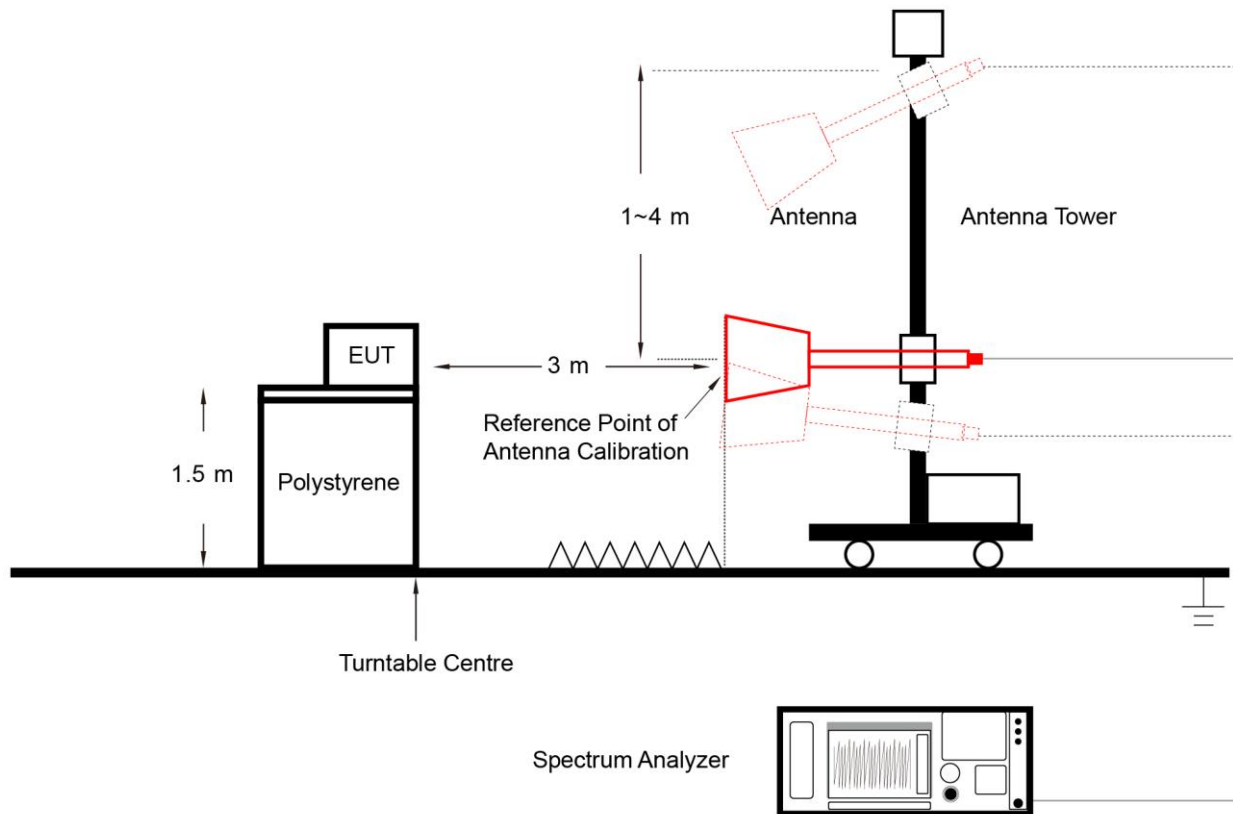 1~4 m
Antenna
Antenna Tower
EUT
3 m
Reference Point of
Antenna Calibration
1.5 m
Polystyrene
Turntable Centre
Spectrum Analyzer